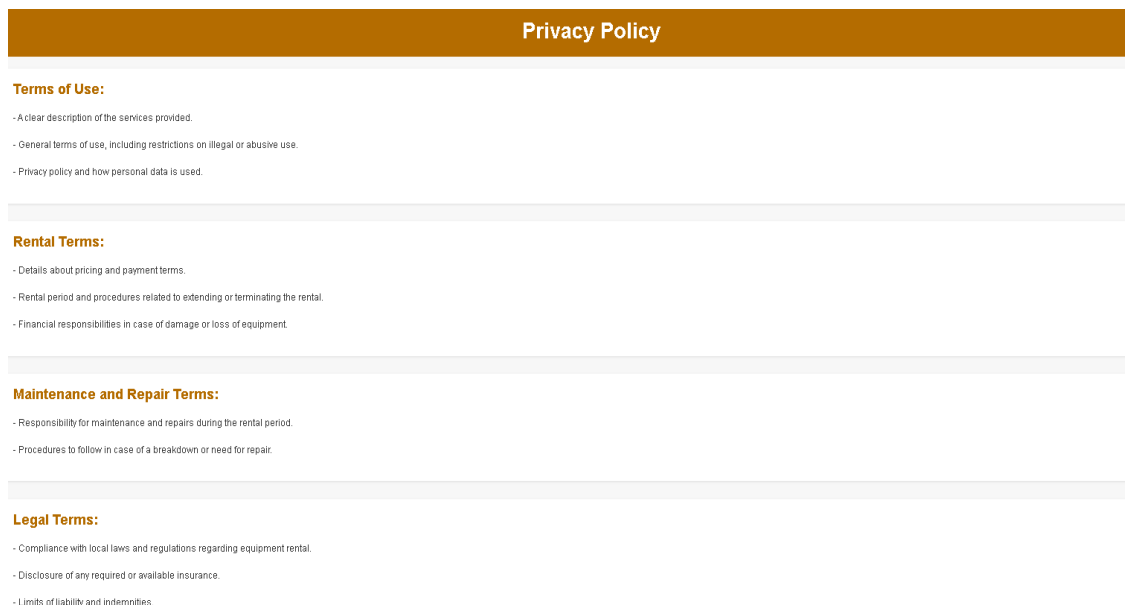 Privacy Policy
Terms of Use:
- A clear description of the services provided.
- General terms of use, including restrictions on illegal or abusive use.
- Privacy policy and how personal data is used.
Rental Terms:
- Details about pricing and payment terms.
- Rental period and procedures related to extending or terminating the rental.
- Financial responsibilities in case of damage or loss of equipment.
Maintenance and Repair Terms:
- Responsibility for maintenance and repairs during the rental period.
- Procedures to follow in case of a breakdown or need for repair.
Legal Terms:
- Compliance with local laws and regulations regarding equipment rental.
- Disclosure of any required or available insurance.
- Limits of liability and indemnities